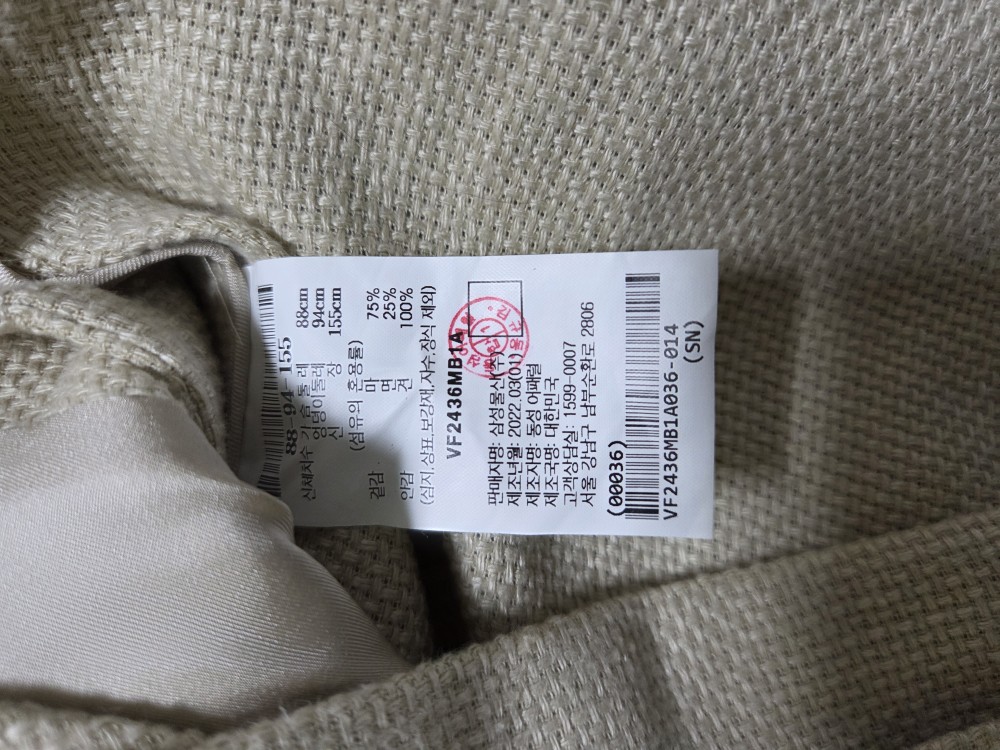 88-94-155
신체치수 가 슴 둘 레 88cm
엉덩이둘레 94cm
신 장 155cm
(섬유의 혼용률)
겉감 마 75%
면 25%
안감 견 100%
(심지,상표,보강재,자수,장식 제외)
VF2436MB1A
판매자명: 삼성물산(주)
제조년월: 2022.03(01)
제조자명: 동성 어패럴
제조국명: 대한민국
고객상담실: 1599-0007
서울 강남구 남부순환로 2806
(00036)
VF2436MB1A036-014
(SN)